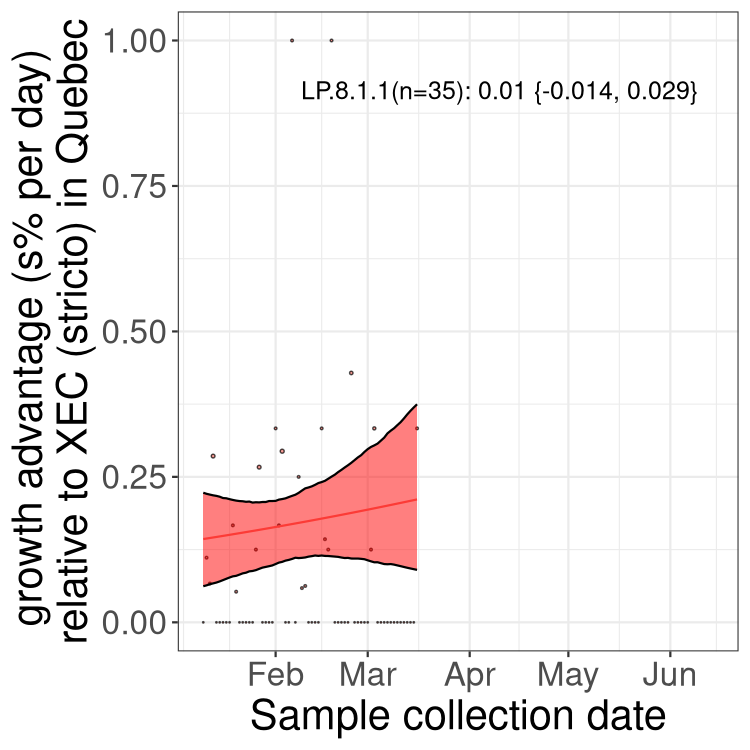 growth advantage (s% per day)
relative to XEC (stricto) in Quebec
1.00
0.75
0.50
0.25
0.00
LP.8.1.1(n=35): 0.01 {-0.014, 0.029}
Feb Mar Apr May Jun
Sample collection date